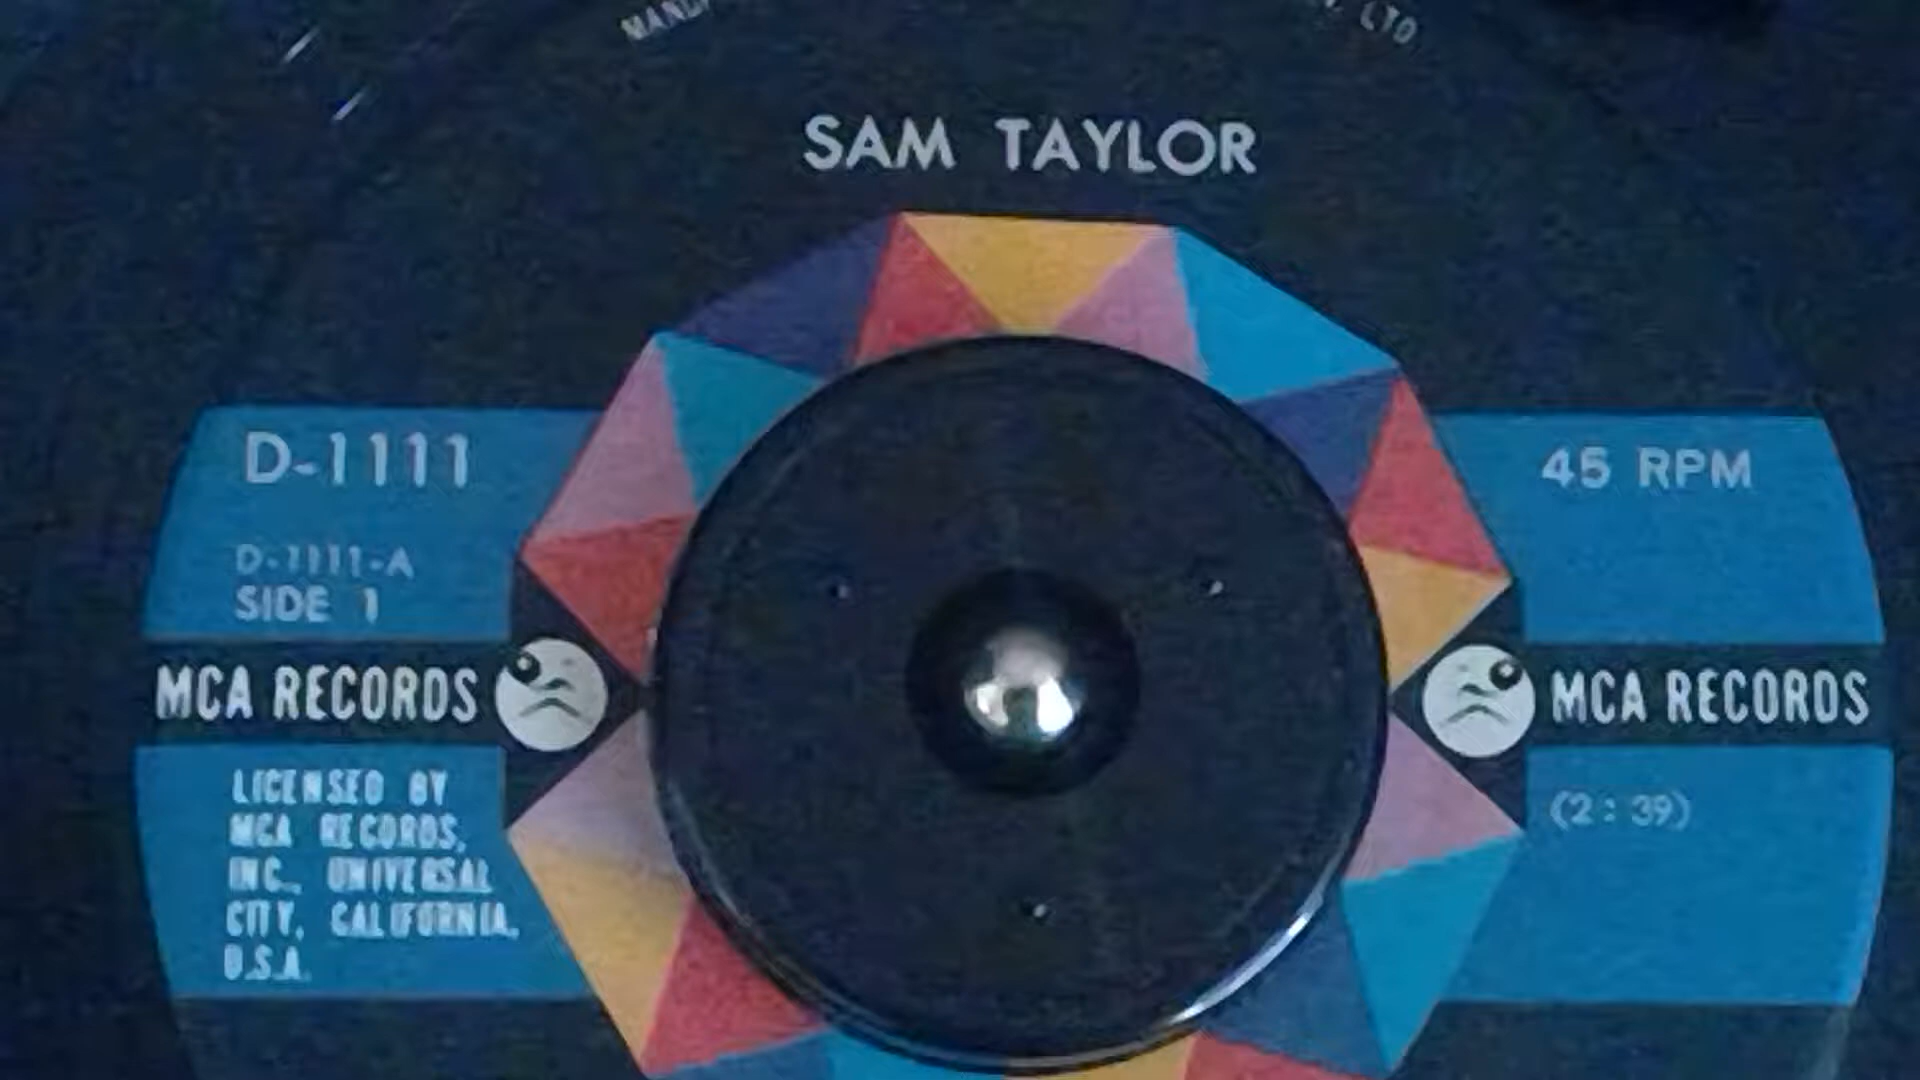 LTD
SAM TAYLOR
D-1111
45 RPM
D-1111-A
SIDE 1
MCA RECORDS
MCA RECORDS
LICENSED BY
MCA RECORDS,
INC., UNIVERSAL
CITY, CALIFORNIA,
U.S.A.
(2:39)